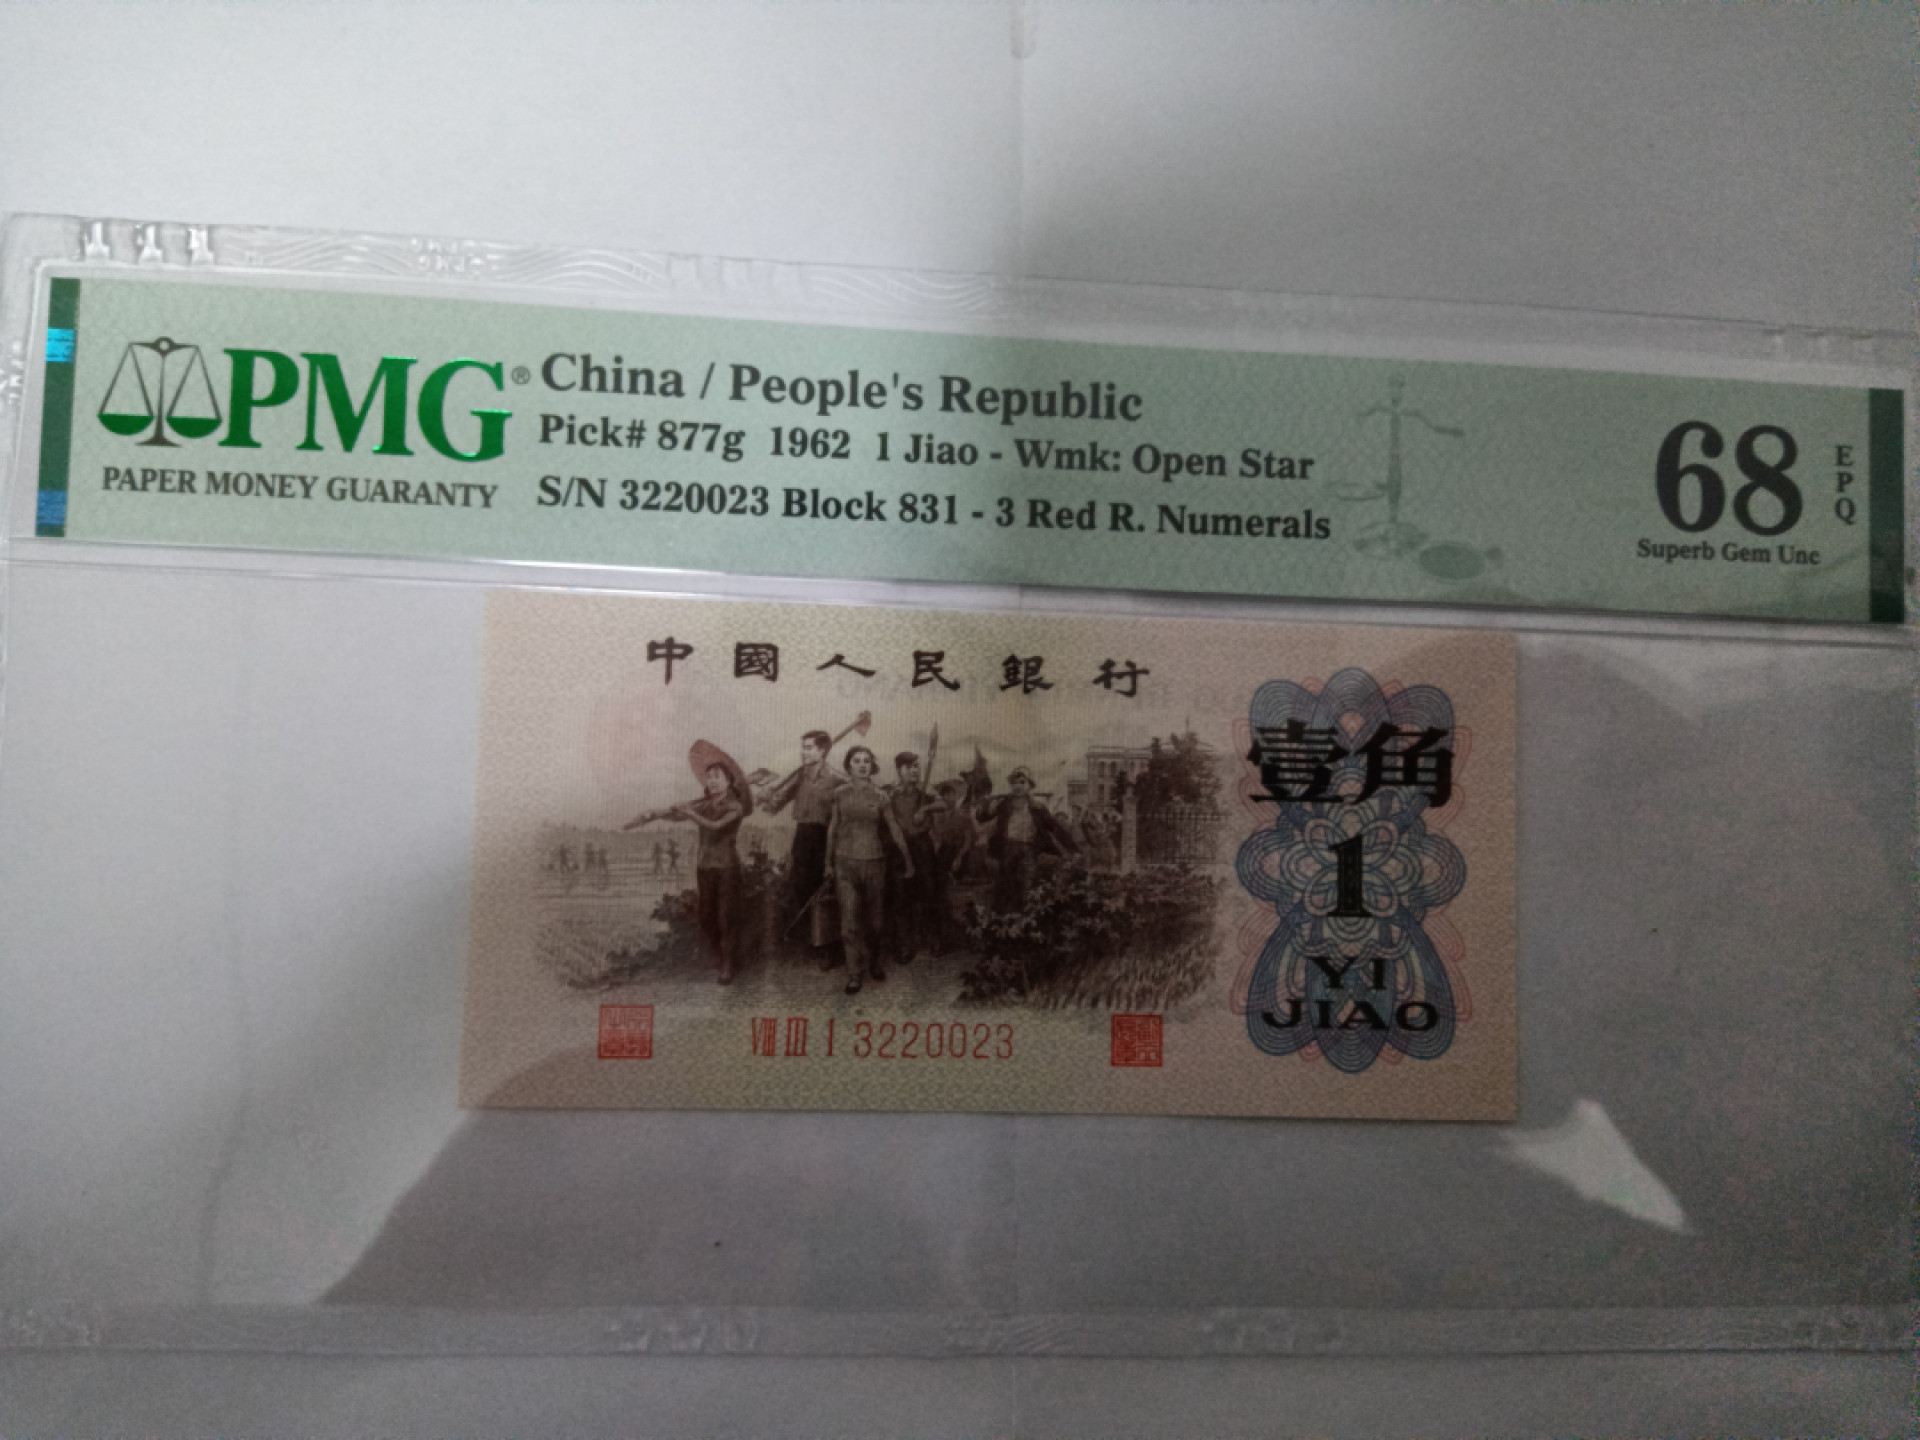 PMG®
PAPER MONEY GUARANTY
China / People's Republic
Pick# 877g 1962 1 Jiao - Wmk: Open Star
S/N 3220023 Block 831 - 3 Red R. Numerals
68
EPQ
Superb Gem Unc
中國人民銀行
壹角
1
YI
JIAO
VIII III I 3220023